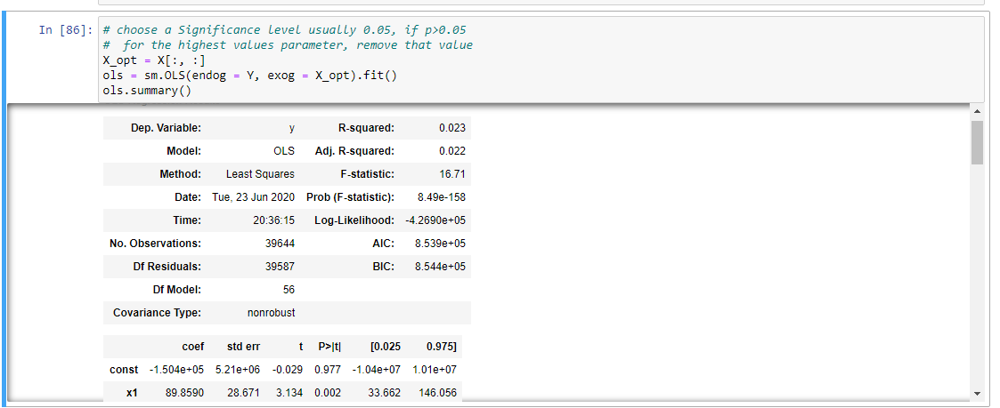 In [86]: # choose a Significance level usually 0.05, if p>0.05
#  for the highest values parameter, remove that value
X_opt = X[:, :]
ols = sm.OLS(endog = Y, exog = X_opt).fit()
ols.summary()
Dep. Variable: y R-squared: 0.023
Model: OLS Adj. R-squared: 0.022
Method: Least Squares F-statistic: 16.71
Date: Tue, 23 Jun 2020 Prob (F-statistic): 8.49e-158
Time: 20:36:15 Log-Likelihood: -4.2690e+05
No. Observations: 39644 AIC: 8.539e+05
Df Residuals: 39587 BIC: 8.544e+05
Df Model: 56
Covariance Type: nonrobust
coef std err t P>|t| [0.025 0.975]
const -1.504e+05 5.21e+06 -0.029 0.977 -1.04e+07 1.01e+07
x1 89.8590 28.671 3.134 0.002 33.662 146.056